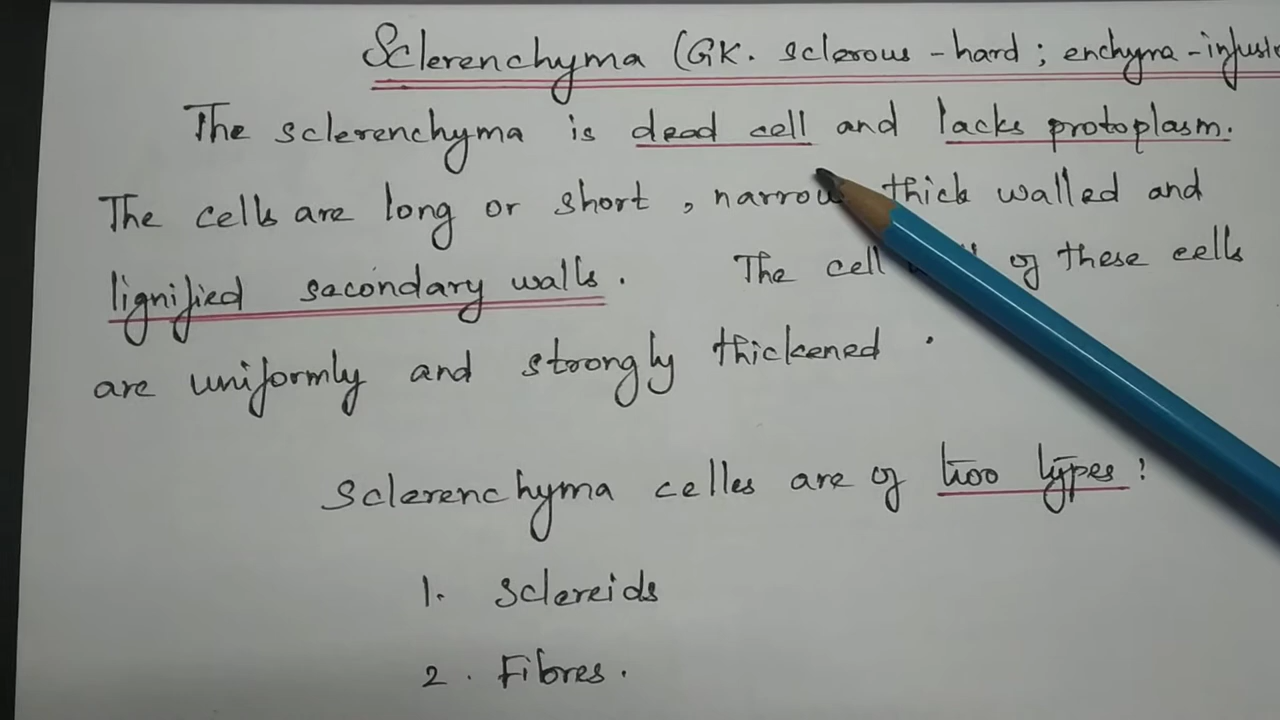 Sclerenchyma (GK. sclerous - hard ; enchyma -
The sclerenchyma is dead cell and lacks protoplasm.
The cells are long or short , narrow thick walled and
lignified secondary walls . The cell of these cells
are uniformly and strongly thickened .
Sclerenchyma celles are of two types :
1. Sclereids
2 . Fibres .